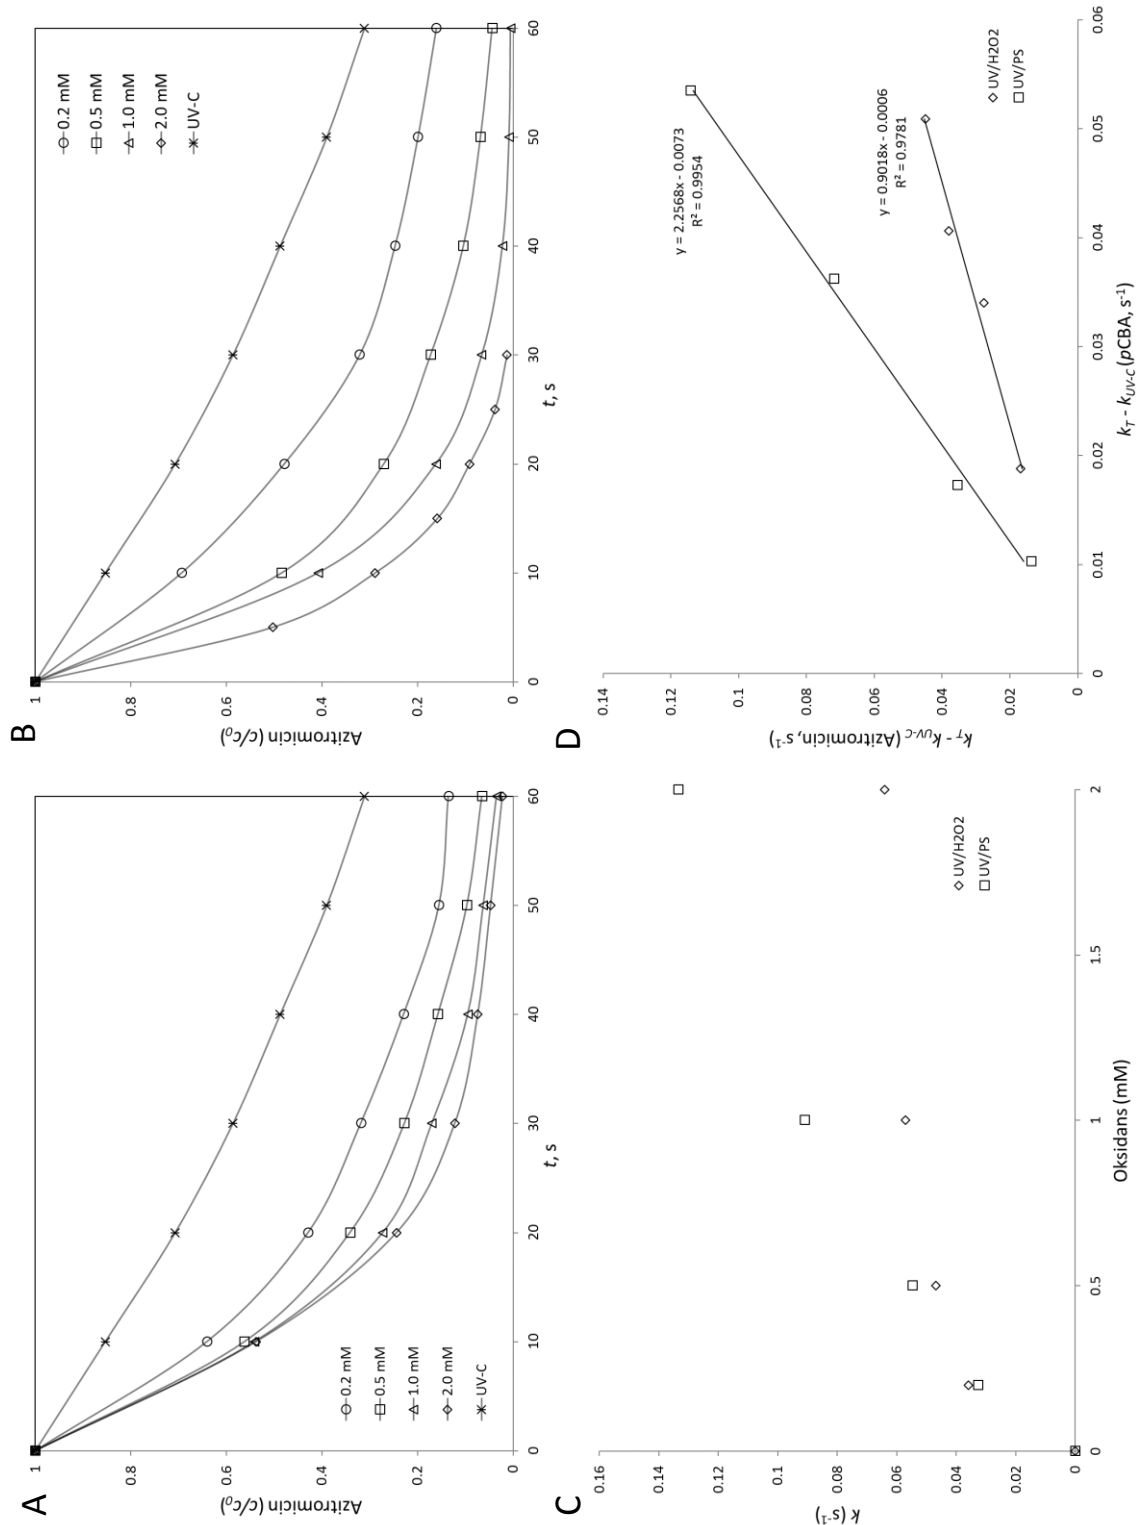 A
Azitromicin (c/c0)
1
0.8
0.6
0.4
0.2
0
0
10
20
30
40
50
60
t, s
0.2 mM
0.5 mM
1.0 mM
2.0 mM
UV-C
B
Azitromicin (c/c0)
1
0.8
0.6
0.4
0.2
0
0
10
20
30
40
50
60
t, s
0.2 mM
0.5 mM
1.0 mM
2.0 mM
UV-C
C
k (s-1)
0.16
0.14
0.12
0.1
0.08
0.06
0.04
0.02
0
0
0.5
1
1.5
2
Oksidans (mM)
UV/H2O2
UV/PS
D
kT - kUV-C (Azitromicin, s-1)
0.14
0.12
0.1
0.08
0.06
0.04
0.02
0
0
0.01
0.02
0.03
0.04
0.05
0.06
kT - kUV-C (pCBA, s-1)
y = 2.2568x - 0.0073
R² = 0.9954
y = 0.9018x - 0.0006
R² = 0.9781
UV/H2O2
UV/PS